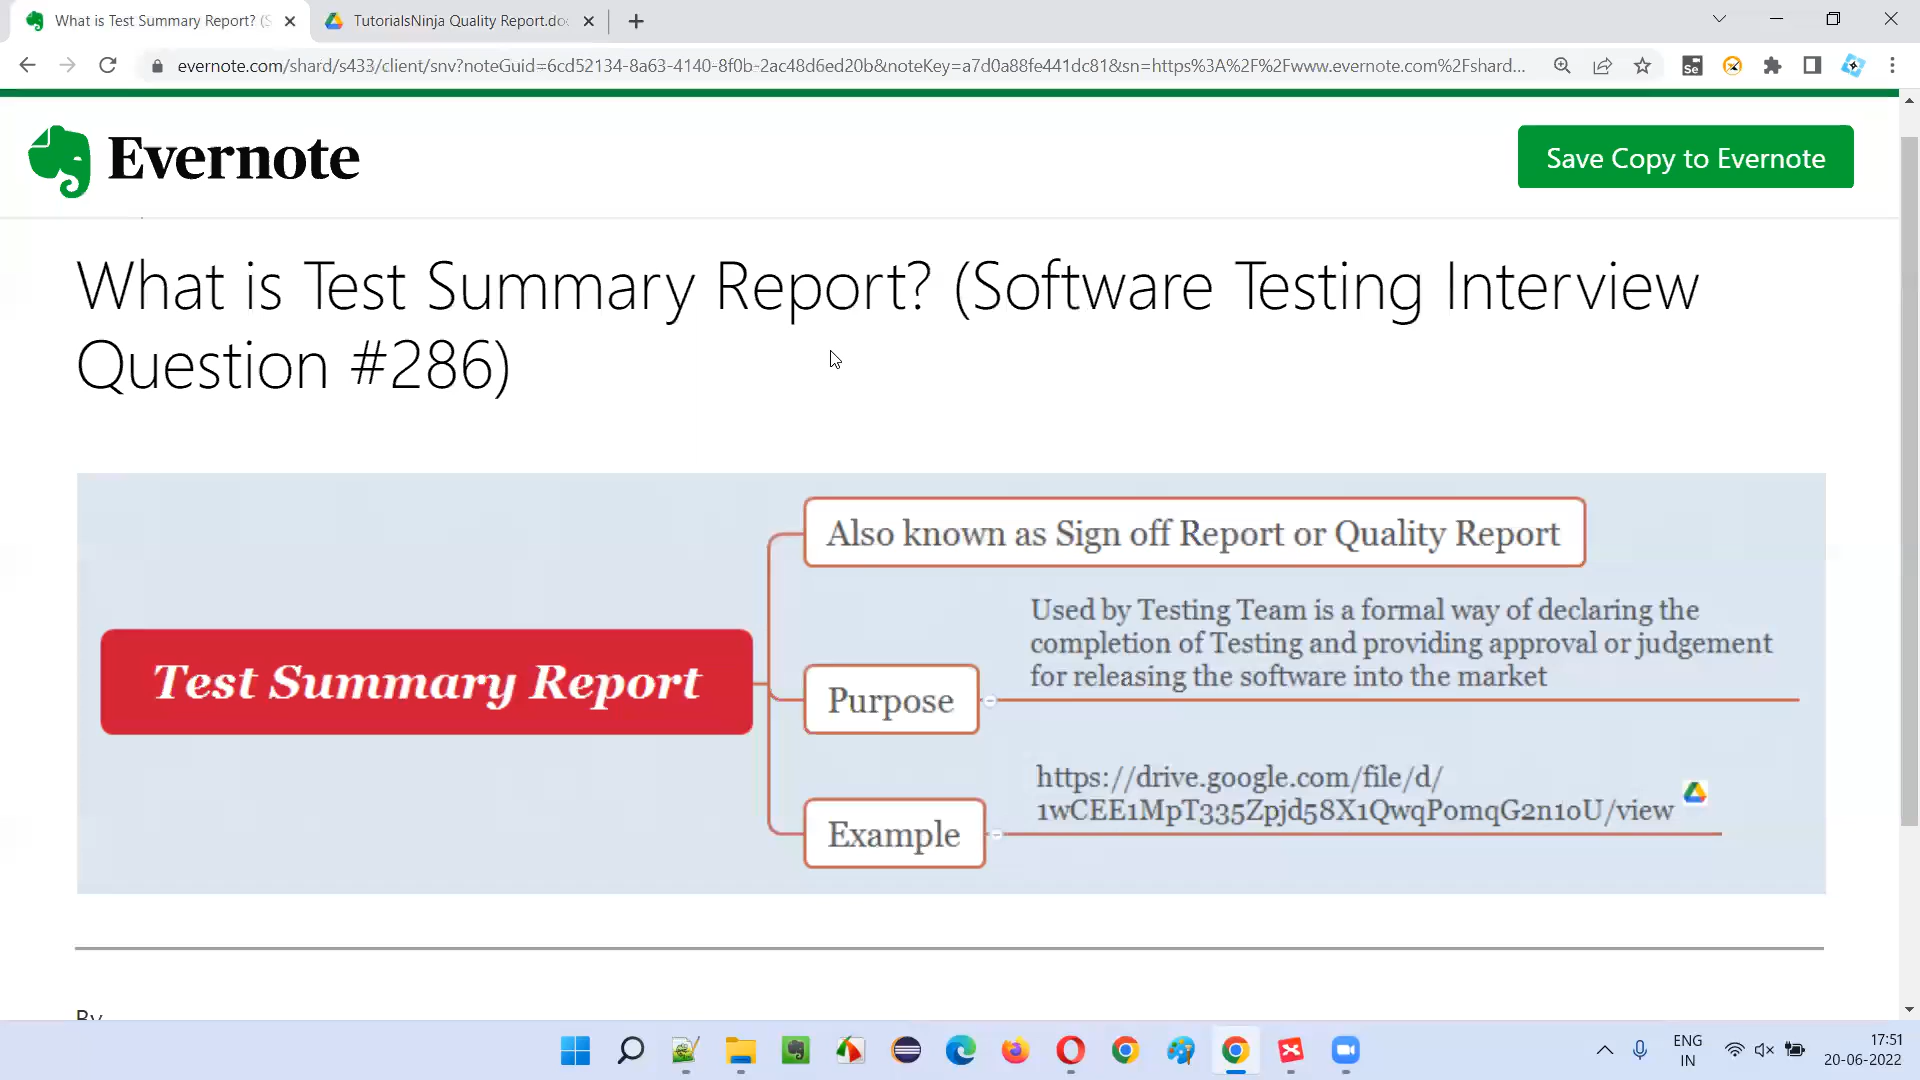 What is Test Summary Report? (S
TutorialsNinja Quality Report.do
evernote.com/shard/s433/client/snv?noteGuid=6cd52134-8a63-4140-8f0b-2ac48d6ed20b&noteKey=a7d0a88fe441dc81&sn=https%3A%2F%2Fwww.evernote.com%2Fshard...
Se
Evernote
Save Copy to Evernote
What is Test Summary Report? (Software Testing Interview
Question #286)
Also known as Sign off Report or Quality Report
Used by Testing Team is a formal way of declaring the
completion of Testing and providing approval or judgement
for releasing the software into the market
Test Summary Report
Purpose
https://drive.google.com/file/d/
1wCEE1MpT335Zpjd58X1QwqPomqG2n1oU/view
Example
By
ENG
IN
17:51
20-06-2022